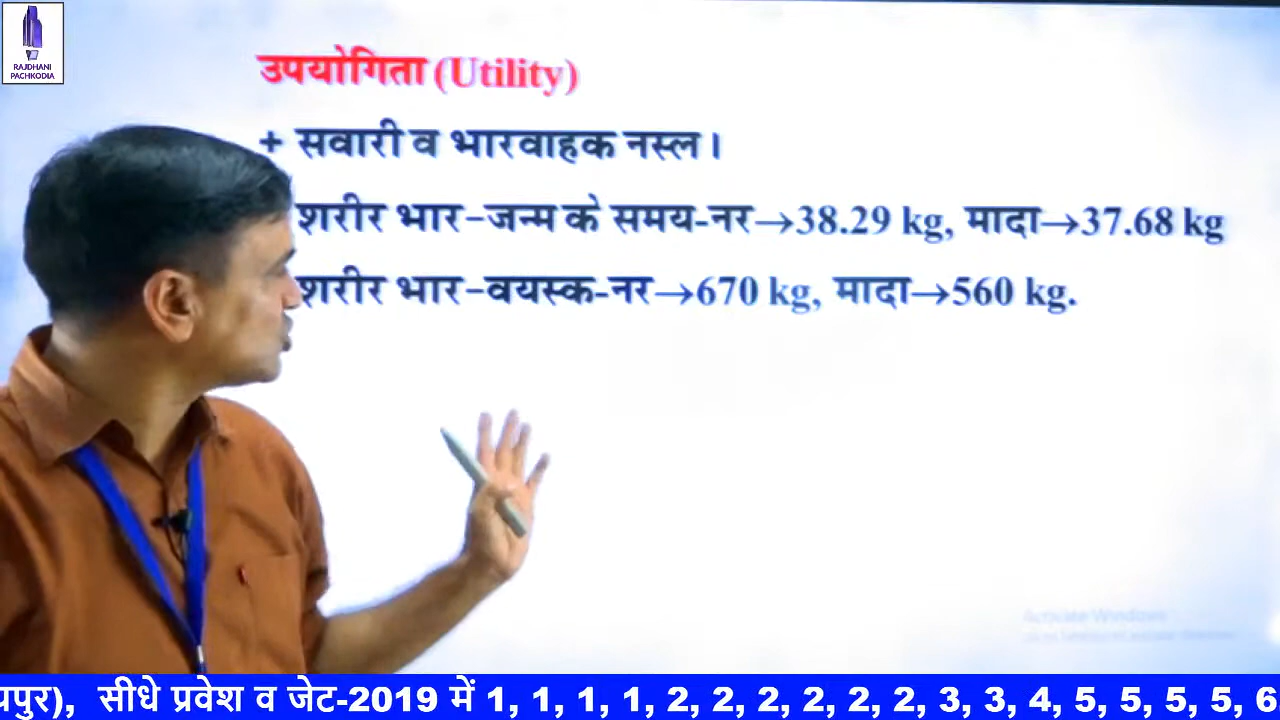 RAJDHANI
PACHKODIA
उपयोगिता (Utility)
+ सवारी व भारवाहक नस्ल।
शरीर भार-जन्म के समय-नर→38.29 kg, मादा→37.68 kg
शरीर भार-वयस्क-नर→670 kg, मादा→560 kg.
Activate Windows
सीधे प्रवेश व जेट-2019 में 1, 1, 1, 1, 2, 2, 2, 2, 2, 2, 3, 3, 4, 5, 5, 5, 5, 6